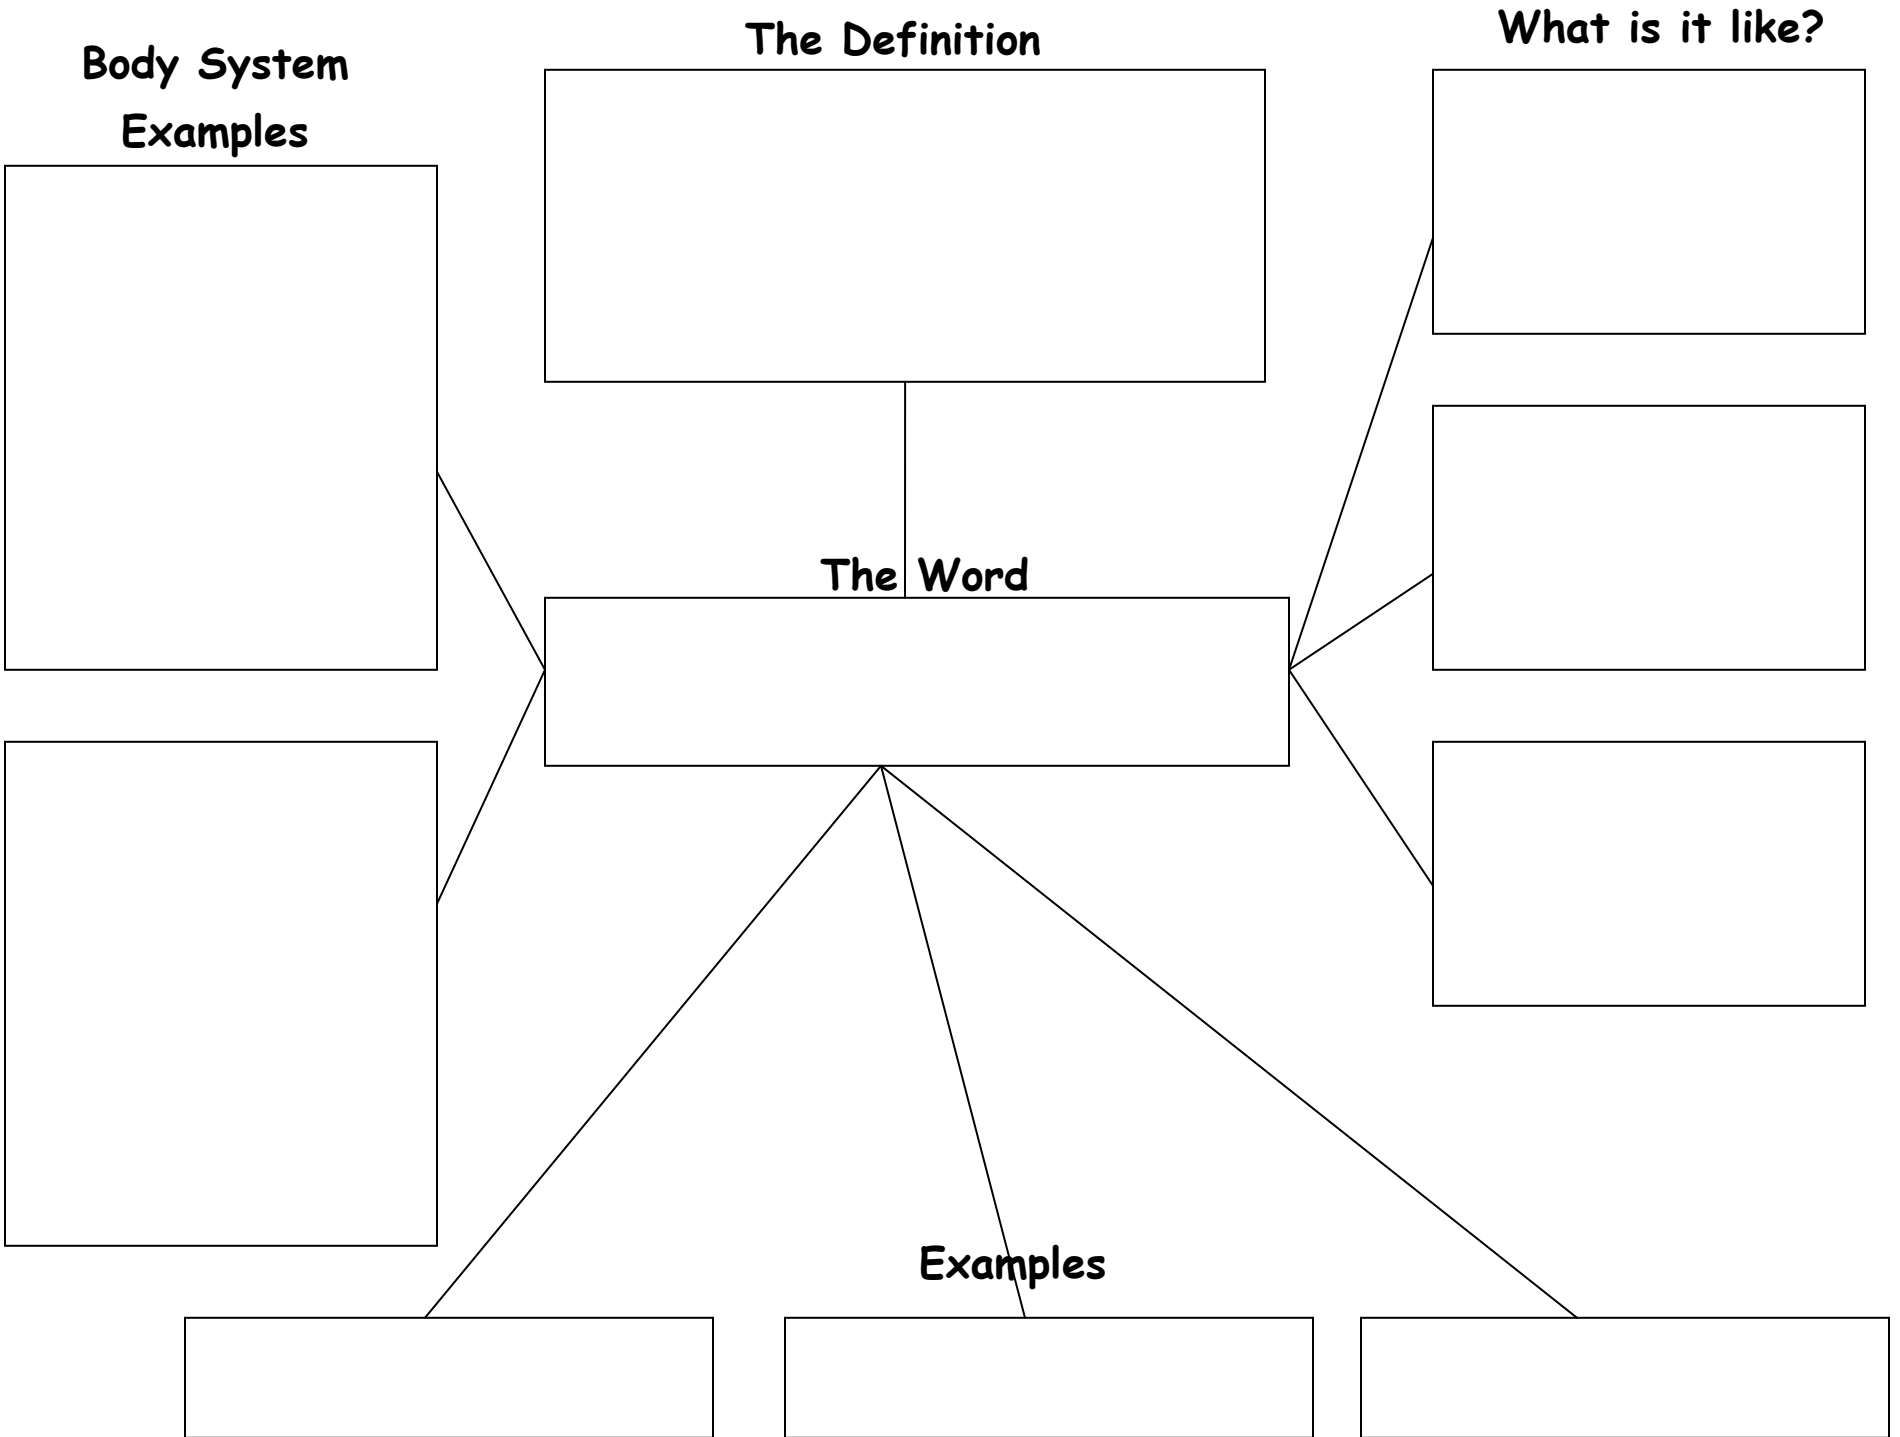 Body System
Examples
The Definition
What is it like?
The Word
Examples